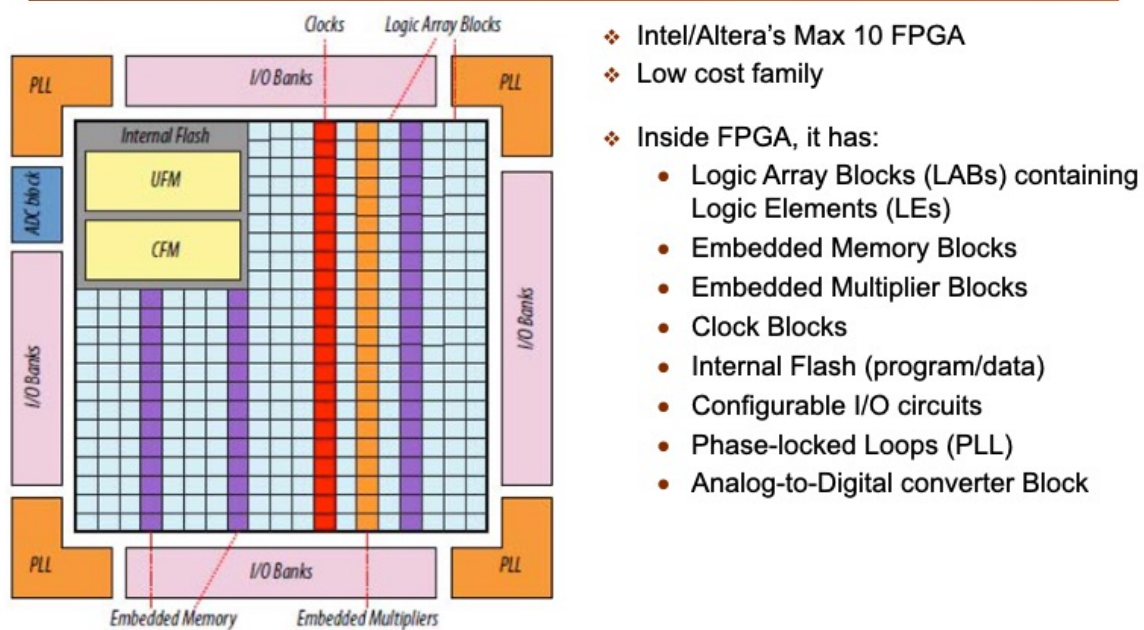 Clocks
Logic Array Blocks
PLL
I/O Banks
PLL
Internal Flash
UFM
CFM
ADC block
I/O Banks
I/O Banks
PLL
I/O Banks
PLL
Embedded Memory
Embedded Multipliers
❖ Intel/Altera's Max 10 FPGA
❖ Low cost family
❖ Inside FPGA, it has:
• Logic Array Blocks (LABs) containing
Logic Elements (LEs)
• Embedded Memory Blocks
• Embedded Multiplier Blocks
• Clock Blocks
• Internal Flash (program/data)
• Configurable I/O circuits
• Phase-locked Loops (PLL)
• Analog-to-Digital converter Block